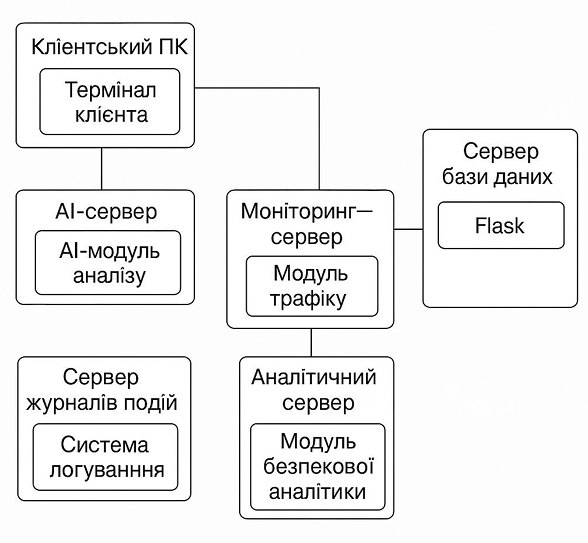 Клієнтський ПК
Термінал
клієнта
AI-сервер
AI-модуль
аналізу
Моніторинг—
сервер
Модуль
трафіку
Сервер
бази даних
Flask
Сервер
журналів подій
Система
логуванння
Аналітичний
сервер
Модуль
безпекової
аналітики